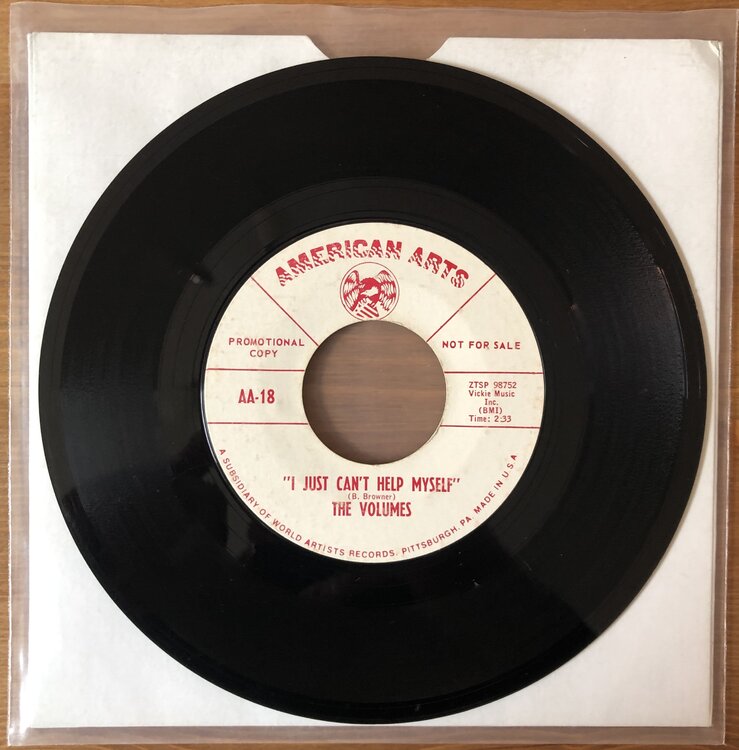 AMERICAN ARTS
PROMOTIONAL
COPY
NOT FOR SALE
AA-18
ZTSP 98752
Vickie Music
Inc.
(BMI)
Time: 2:33
"I JUST CAN'T HELP MYSELF"
(B. Browner)
THE VOLUMES
A SUBSIDIARY OF WORLD ARTISTS RECORDS, PITTSBURGH, PA. MADE IN U.S.A